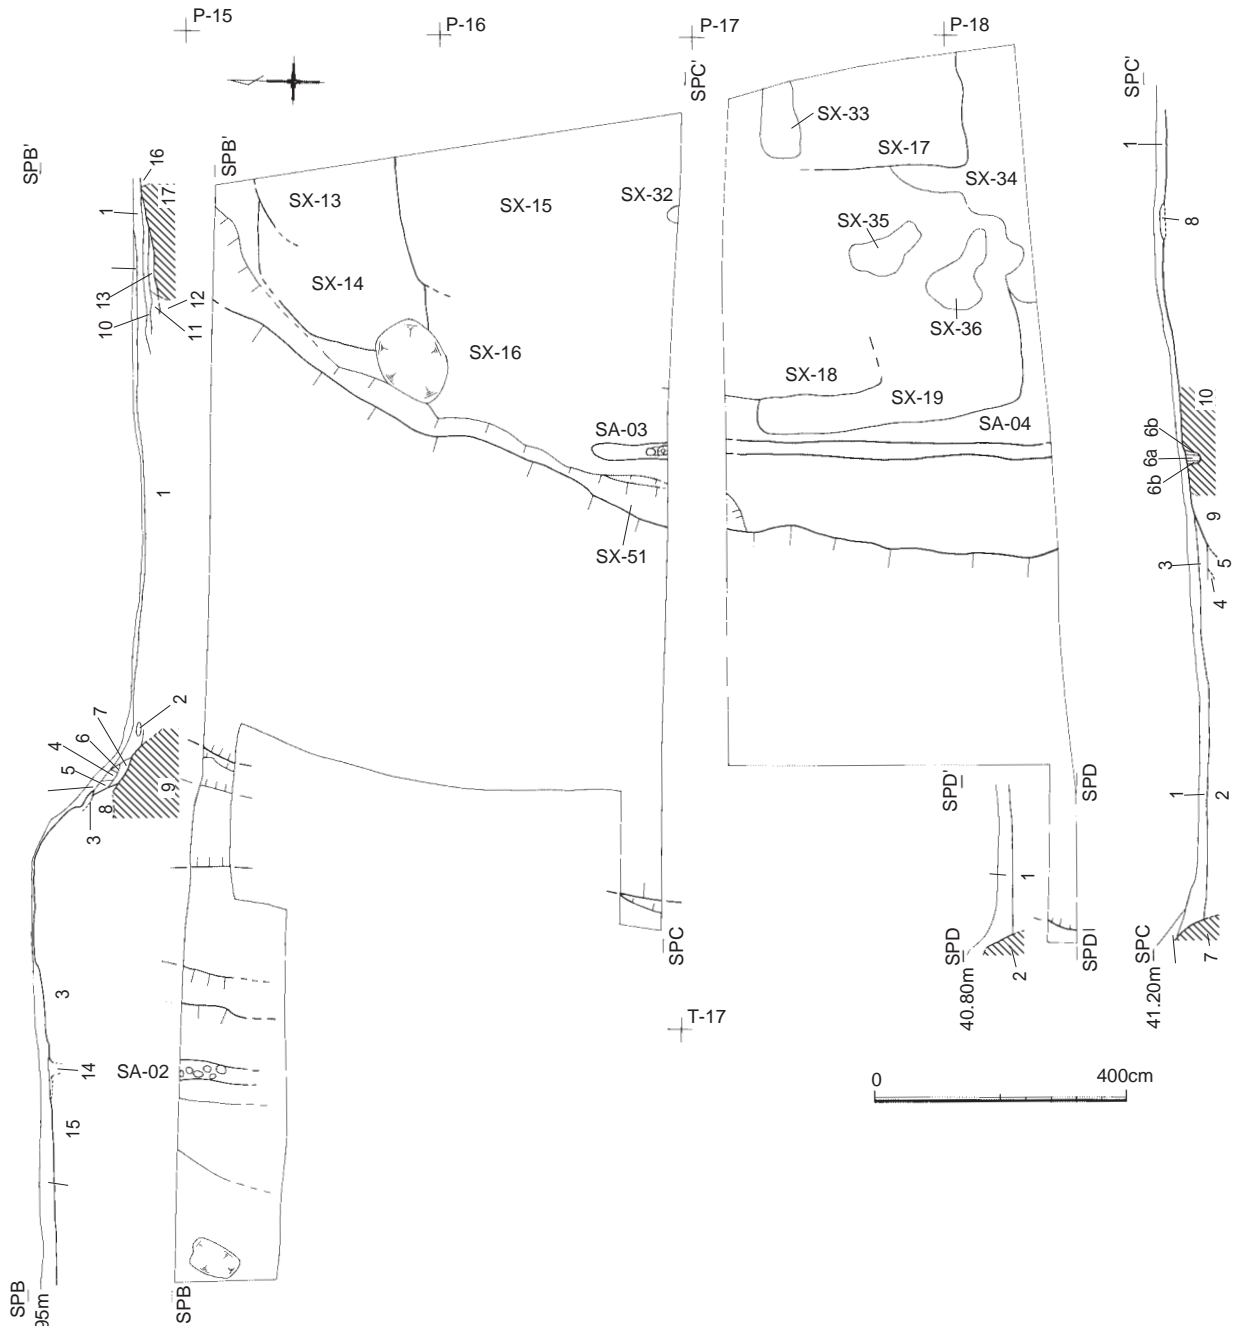 P-15
P-16
P-17
P-18
SPB'
SPB'
SPC'
SPC'
SX-33
SX-17
SX-34
SX-13
SX-15
SX-32
SX-35
SX-14
SX-36
SX-16
SX-18
SX-19
SA-03
SA-04
SX-51
16
17
1
13
10
12
11
1
2
7
6
4
5
3
8
9
3
14
15
SA-02
SPB
95m
SPB
SPC
T-17
SPD'
SPD
1
2
SPD
40.80m
SPD
1
8
10
6b
6a
6b
9
3
5
4
1
2
7
SPC
41.20m
0
400cm